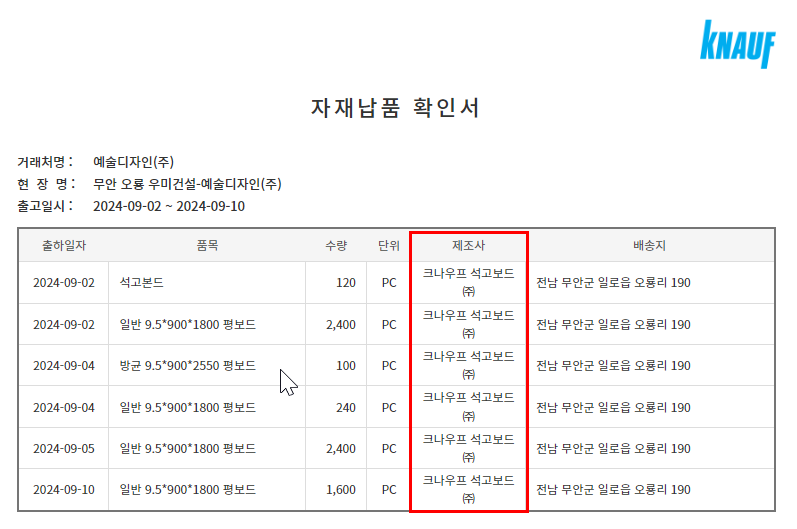 KNAUF
자재납품 확인서
거래처명 : 예술디자인(주)
현 장 명 : 무안 오룡 우미건설-예술디자인(주)
출고일시 : 2024-09-02 ~ 2024-09-10
출하일자 품목 수량 단위 제조사 배송지
2024-09-02 석고본드 120 PC 크나우프 석고보드 ㈜ 전남 무안군 일로읍 오룡리 190
2024-09-02 일반 9.5*900*1800 평보드 2,400 PC 크나우프 석고보드 ㈜ 전남 무안군 일로읍 오룡리 190
2024-09-04 방균 9.5*900*2550 평보드 100 PC 크나우프 석고보드 ㈜ 전남 무안군 일로읍 오룡리 190
2024-09-04 일반 9.5*900*1800 평보드 240 PC 크나우프 석고보드 ㈜ 전남 무안군 일로읍 오룡리 190
2024-09-05 일반 9.5*900*1800 평보드 2,400 PC 크나우프 석고보드 ㈜ 전남 무안군 일로읍 오룡리 190
2024-09-10 일반 9.5*900*1800 평보드 1,600 PC 크나우프 석고보드 ㈜ 전남 무안군 일로읍 오룡리 190